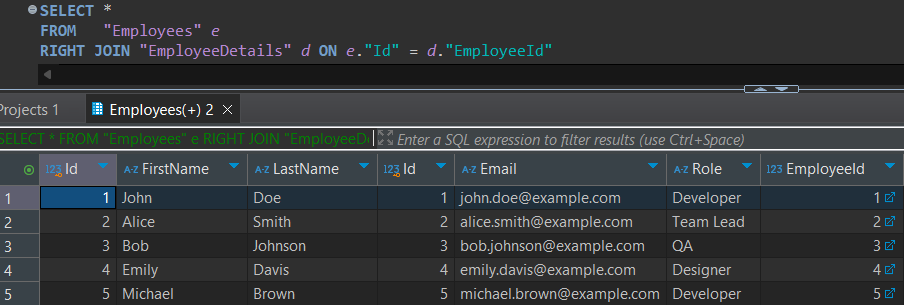 SELECT *
FROM "Employees" e
RIGHT JOIN "EmployeeDetails" d ON e."Id" = d."EmployeeId"
Projects 1 Employees(+) 2
SELECT * FROM "Employees" e RIGHT JOIN "EmployeeD Enter a SQL expression to filter results (use Ctrl+Space)
123 Id A-Z FirstName A-Z LastName 123 Id A-Z Email A-Z Role 123 EmployeeId
1 1 John Doe 1 john.doe@example.com Developer 1
2 2 Alice Smith 2 alice.smith@example.com Team Lead 2
3 3 Bob Johnson 3 bob.johnson@example.com QA 3
4 4 Emily Davis 4 emily.davis@example.com Designer 4
5 5 Michael Brown 5 michael.brown@example.com Developer 5